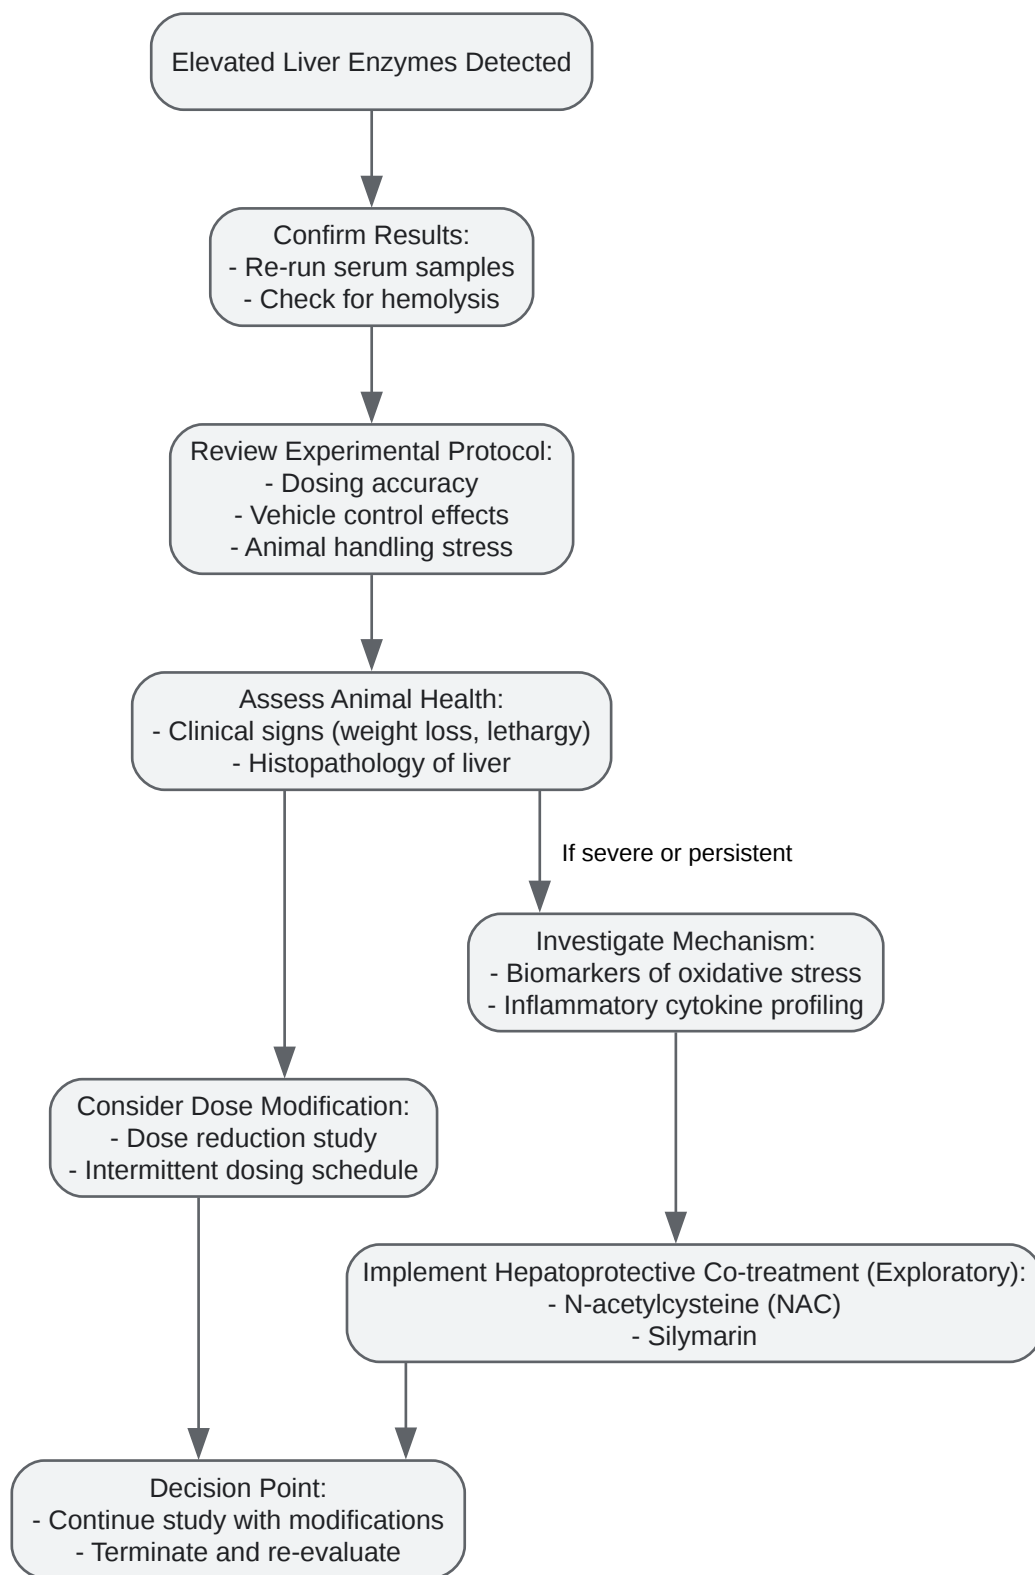 Elevated Liver Enzymes Detected
Confirm Results:
- Re-run serum samples
- Check for hemolysis
Review Experimental Protocol:
- Dosing accuracy
- Vehicle control effects
- Animal handling stress
Assess Animal Health:
- Clinical signs (weight loss, lethargy)
- Histopathology of liver
If severe or persistent
Investigate Mechanism:
- Biomarkers of oxidative stress
- Inflammatory cytokine profiling
Consider Dose Modification:
- Dose reduction study
- Intermittent dosing schedule
Implement Hepatoprotective Co-treatment (Exploratory):
- N-acetylcysteine (NAC)
- Silymarin
Decision Point:
- Continue study with modifications
- Terminate and re-evaluate